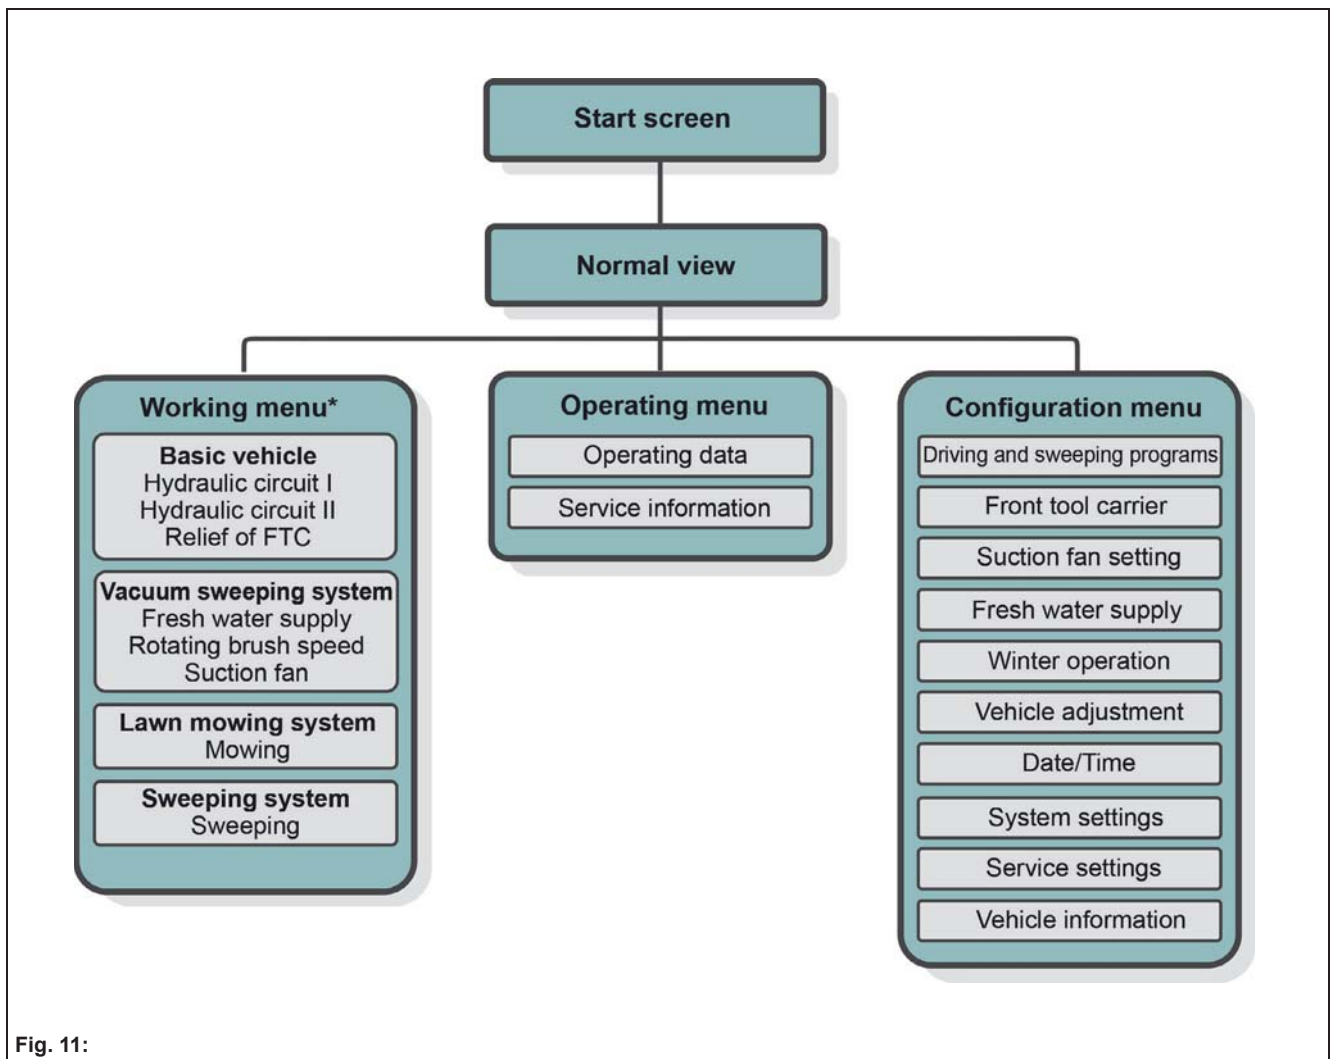 Start screen
Normal view
Working menu*
Basic vehicle
Hydraulic circuit I
Hydraulic circuit II
Relief of FTC
Vacuum sweeping system
Fresh water supply
Rotating brush speed
Suction fan
Lawn mowing system
Mowing
Sweeping system
Sweeping
Operating menu
Operating data
Service information
Configuration menu
Driving and sweeping programs
Front tool carrier
Suction fan setting
Fresh water supply
Winter operation
Vehicle adjustment
Date/Time
System settings
Service settings
Vehicle information
Fig. 11: